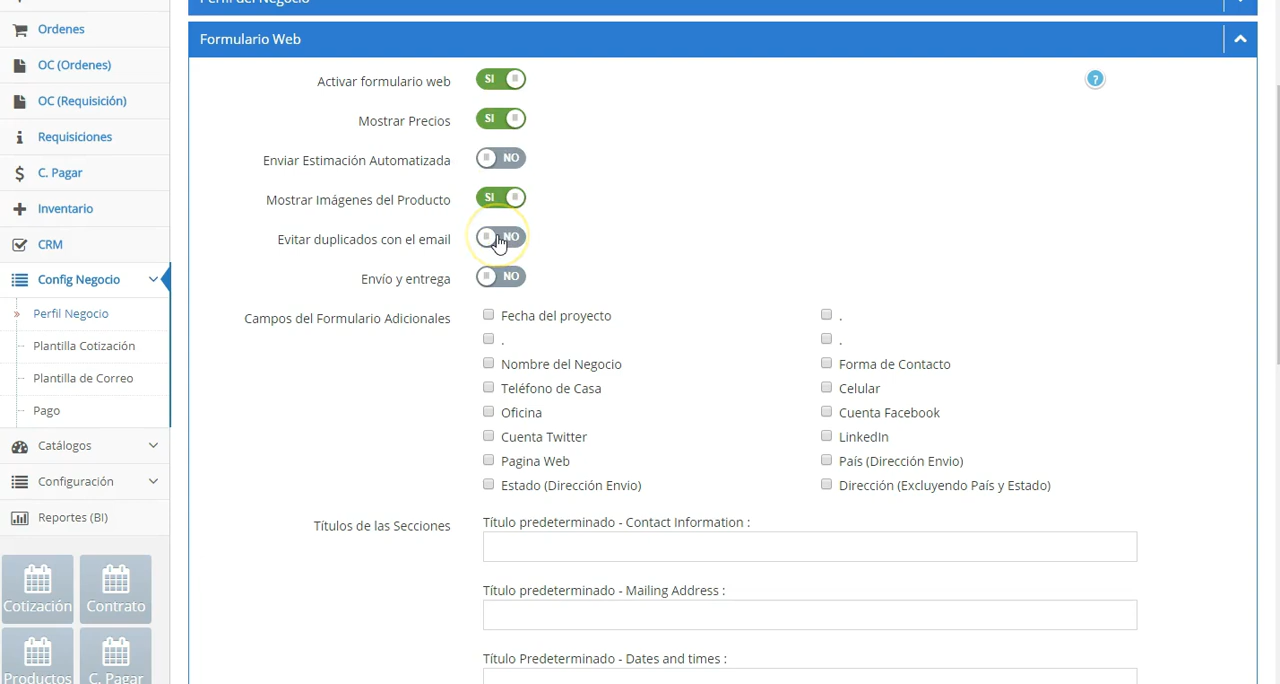 Ordenes
OC (Ordenes)
OC (Requisición)
Requisiciones
C. Pagar
Inventario
CRM
Config Negocio
Perfil Negocio
Plantilla Cotización
Plantilla de Correo
Pago
Catálogos
Configuración
Reportes (BI)
Cotización
Contrato
Productos
C. Pagar
Perfil del Negocio
Formulario Web
Activar formulario web SI
?
Mostrar Precios SI
Enviar Estimación Automatizada NO
Mostrar Imágenes del Producto SI
Evitar duplicados con el email NO
Envío y entrega NO
Campos del Formulario Adicionales
Fecha del proyecto .
. .
Nombre del Negocio Forma de Contacto
Teléfono de Casa Celular
Oficina Cuenta Facebook
Cuenta Twitter LinkedIn
Pagina Web País (Dirección Envio)
Estado (Dirección Envio) Dirección (Excluyendo País y Estado)
Títulos de las Secciones
Título predeterminado - Contact Information :
Título predeterminado - Mailing Address :
Título Predeterminado - Dates and times :